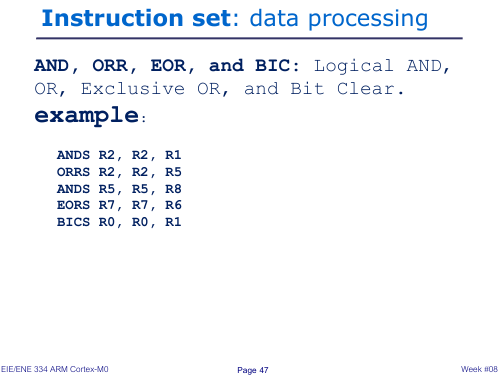 Instruction set: data processing
AND, ORR, EOR, and BIC: Logical AND,
OR, Exclusive OR, and Bit Clear.
example:
ANDS R2, R2, R1
ORRS R2, R2, R5
ANDS R5, R5, R8
EORS R7, R7, R6
BICS R0, R0, R1
EIE/ENE 334 ARM Cortex-M0
Page 47
Week #08